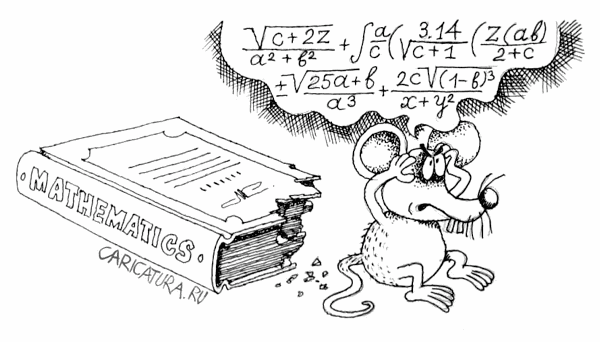 √(c+2z)/(a²+b²) + ∫ a/c (3.14/√(c+1) (z(ab)/(2+c)
±√(25a+b)/a³ + 2c√(1-b)³/(x+y²)
MATHEMATICS
CARICATURA.RU